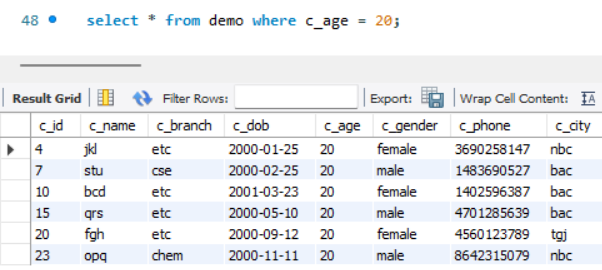 48 select * from demo where c_age = 20;
Result Grid Filter Rows: Export: Wrap Cell Content: IA
c_id c_name c_branch c_dob c_age c_gender c_phone c_city
4 jkl etc 2000-01-25 20 female 3690258147 nbc
7 stu cse 2000-02-25 20 male 1483690527 bac
10 bcd etc 2001-03-23 20 female 1402596387 bac
15 qrs etc 2000-05-10 20 male 4701285639 bac
20 fgh etc 2000-09-12 20 female 4560123789 tgj
23 opq chem 2000-11-11 20 male 8642315079 nbc